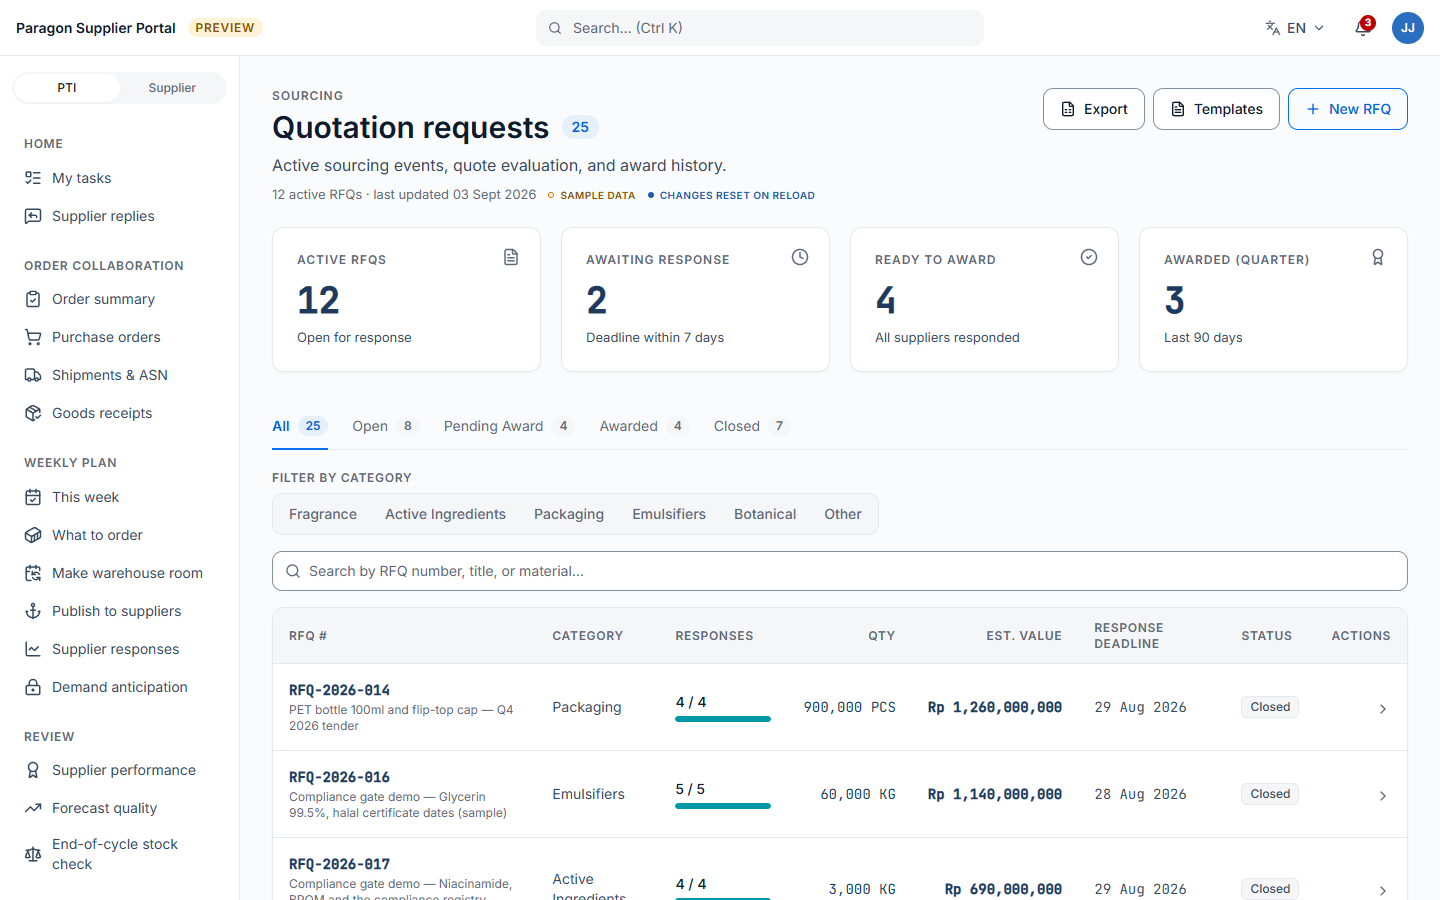 Paragon Supplier Portal PREVIEW
Search... (Ctrl K)
EN
3
JJ
PTI Supplier
HOME
My tasks
Supplier replies
ORDER COLLABORATION
Order summary
Purchase orders
Shipments & ASN
Goods receipts
WEEKLY PLAN
This week
What to order
Make warehouse room
Publish to suppliers
Supplier responses
Demand anticipation
REVIEW
Supplier performance
Forecast quality
End-of-cycle stock
check
SOURCING
Quotation requests 25
Active sourcing events, quote evaluation, and award history.
12 active RFQs · last updated 03 Sept 2026 SAMPLE DATA CHANGES RESET ON RELOAD
Export Templates New RFQ
ACTIVE RFQS
12
Open for response
AWAITING RESPONSE
2
Deadline within 7 days
READY TO AWARD
4
All suppliers responded
AWARDED (QUARTER)
3
Last 90 days
All 25 Open 8 Pending Award 4 Awarded 4 Closed 7
FILTER BY CATEGORY
Fragrance Active Ingredients Packaging Emulsifiers Botanical Other
Search by RFQ number, title, or material...
RFQ # CATEGORY RESPONSES QTY EST. VALUE RESPONSE DEADLINE STATUS ACTIONS
RFQ-2026-014
PET bottle 100ml and flip-top cap — Q4
2026 tender
Packaging 4 / 4 900,000 PCS Rp 1,260,000,000 29 Aug 2026 Closed
RFQ-2026-016
Compliance gate demo — Glycerin
99.5%, halal certificate dates (sample)
Emulsifiers 5 / 5 60,000 KG Rp 1,140,000,000 28 Aug 2026 Closed
RFQ-2026-017
Compliance gate demo — Niacinamide,
BPOM and the compliance registry
Active
Ingredients
4 / 4 3,000 KG Rp 690,000,000 29 Aug 2026 Closed